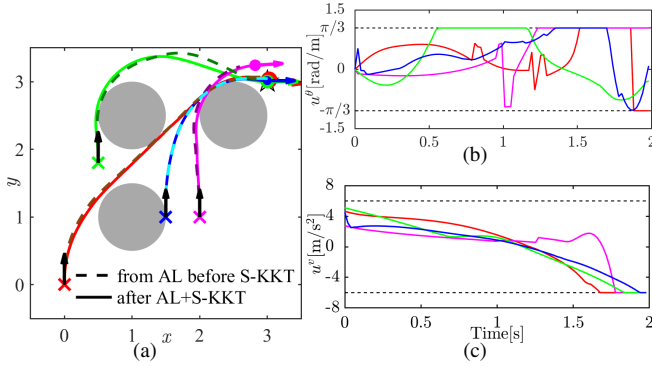 3
2
1
0
y
from AL before S-KKT
after AL+S-KKT
0 1 x 2 3
(a)
1.5
π/3
0
-π/3
-1.5
u^θ[rad/m]
0 0.5 1 1.5 2
(b)
8
4
0
-4
-8
u^v[m/s²]
0 0.5 1 1.5 2
Time[s]
(c)